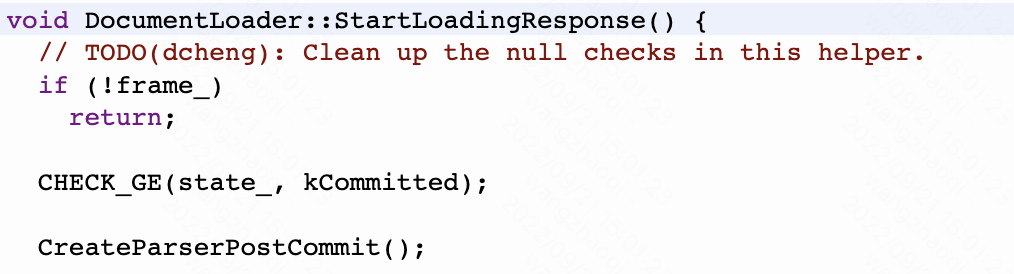 void DocumentLoader::StartLoadingResponse() {
// TODO(dcheng): Clean up the null checks in this helper.
if (!frame_)
return;
CHECK_GE(state_, kCommitted);
CreateParserPostCommit();